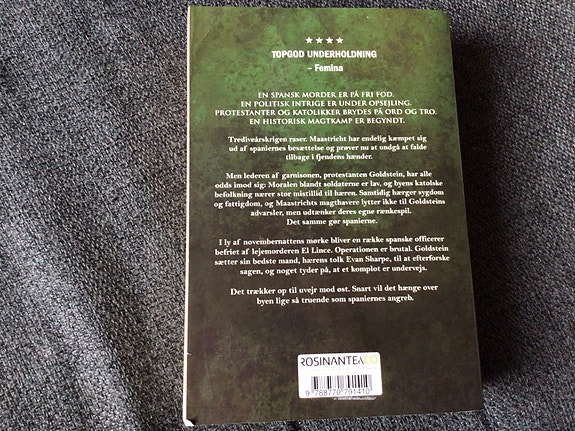 ★★★★
TOPGOD UNDERHOLDNING
– Femina
EN SPANSK MORDER ER PÅ FRI FOD.
EN POLITISK INTRIGE ER UNDER OPSEJLING.
PROTESTANTER OG KATOLIKKER BRYDES PÅ ORD OG TRO.
EN HISTORISK MAGTKAMP ER BEGYNDT.
Trediveårskrigen raser. Maastricht har endelig kæmpet sig
ud af spaniernes besættelse og prøver nu at undgå at falde
tilbage i fjendens hænder.
Men lederen af garnisonen, protestanten Goldstein, har alle
odds imod sig: Moralen blandt soldaterne er lav, og byens katolske
befolkning nærer stor mistillid til hæren. Samtidig hærger sygdom
og fattigdom, og Maastrichts magthavere lytter ikke til Goldsteins
advarsler, men udtænker deres egne rænkespil.
Det samme gør spanierne.
I ly af novembernattens mørke bliver en række spanske officerer
befriet af lejemorderen El Lince. Operationen er brutal. Goldstein
sætter sin bedste mand, hærens tolk Evan Sharpe, til at efterforske
sagen, og noget tyder på, at et komplot er undervejs.
Det trækker op til uvejr mod øst. Snart vil det hænge over
byen lige så truende som spaniernes angreb.
ROSINANTE&CO
9 788770 791410